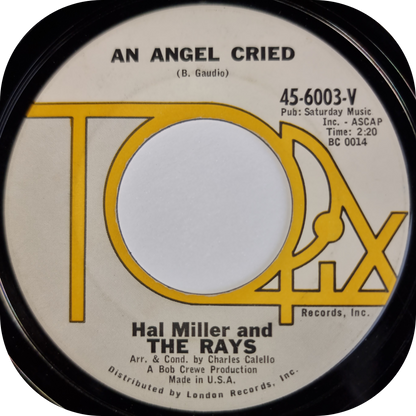 AN ANGEL CRIED
(B. Gaudio)
45-6003-V
Pub: Saturday Music
Inc. - ASCAP
Time: 2:20
BC 0014
TOPix
Records, Inc.
Hal Miller and
THE RAYS
Arr. & Cond. by Charles Calello
A Bob Crewe Production
Made in U.S.A.
Distributed by London Records, Inc.